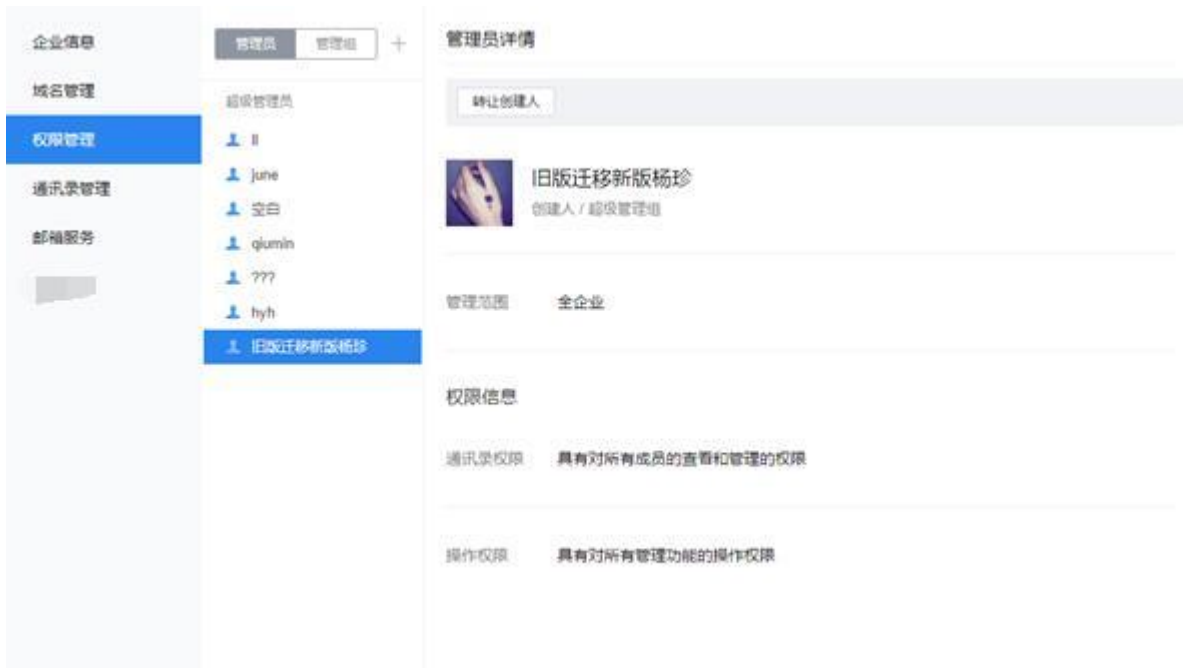 企业信息
域名管理
权限管理
通讯录管理
邮箱服务
管理员 管理组 +
超级管理员
ll
june
空白
qiumin
???
hyh
旧版迁移新版杨珍
管理员详情
转让创建人
旧版迁移新版杨珍
创建人 / 超级管理组
管理范围 全企业
权限信息
通讯录权限 具有对所有成员的查看和管理的权限
操作权限 具有对所有管理功能的操作权限